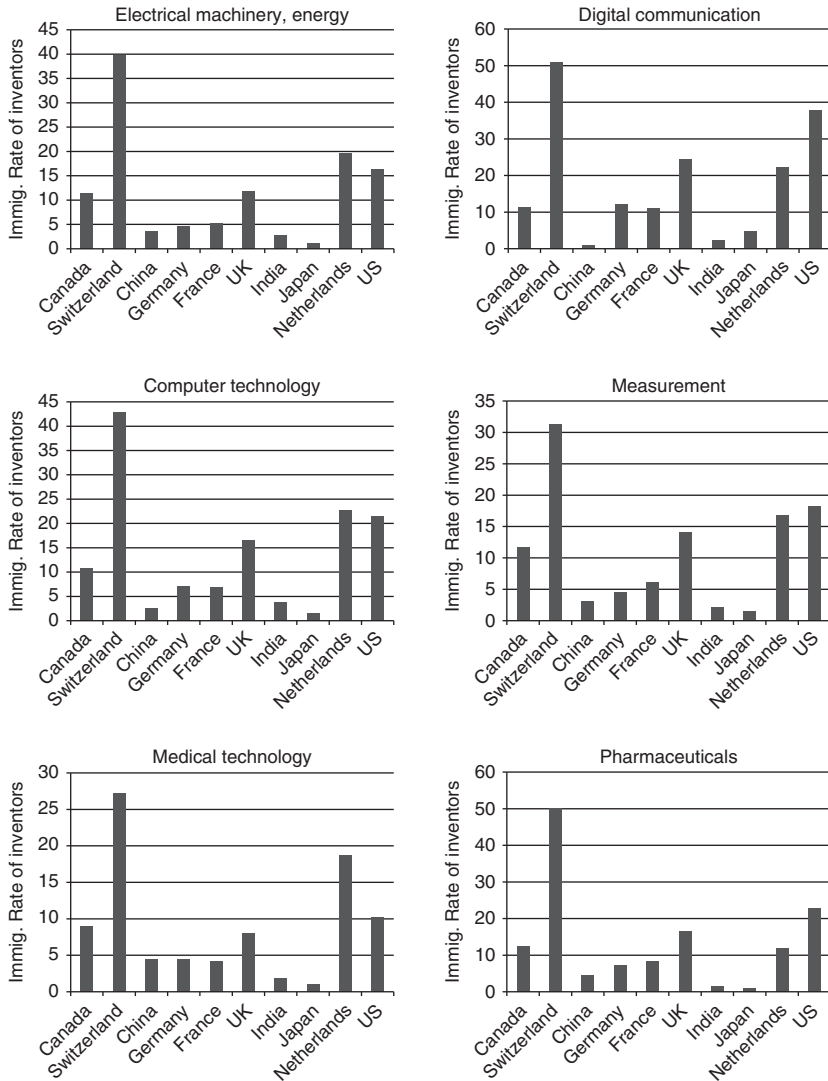 Electrical machinery, energy
Immig. Rate of inventors
45
40
35
30
25
20
15
10
5
0
Canada
Switzerland
China
Germany
France
UK
India
Japan
Netherlands
US
Digital communication
Immig. Rate of inventors
60
50
40
30
20
10
0
Canada
Switzerland
China
Germany
France
UK
India
Japan
Netherlands
US
Computer technology
Immig. Rate of inventors
45
40
35
30
25
20
15
10
5
0
Canada
Switzerland
China
Germany
France
UK
India
Japan
Netherlands
US
Measurement
Immig. Rate of inventors
35
30
25
20
15
10
5
0
Canada
Switzerland
China
Germany
France
UK
India
Japan
Netherlands
US
Medical technology
Immig. Rate of inventors
30
25
20
15
10
5
0
Canada
Switzerland
China
Germany
France
UK
India
Japan
Netherlands
US
Pharmaceuticals
Immig. Rate of inventors
60
50
40
30
20
10
0
Canada
Switzerland
China
Germany
France
UK
India
Japan
Netherlands
US